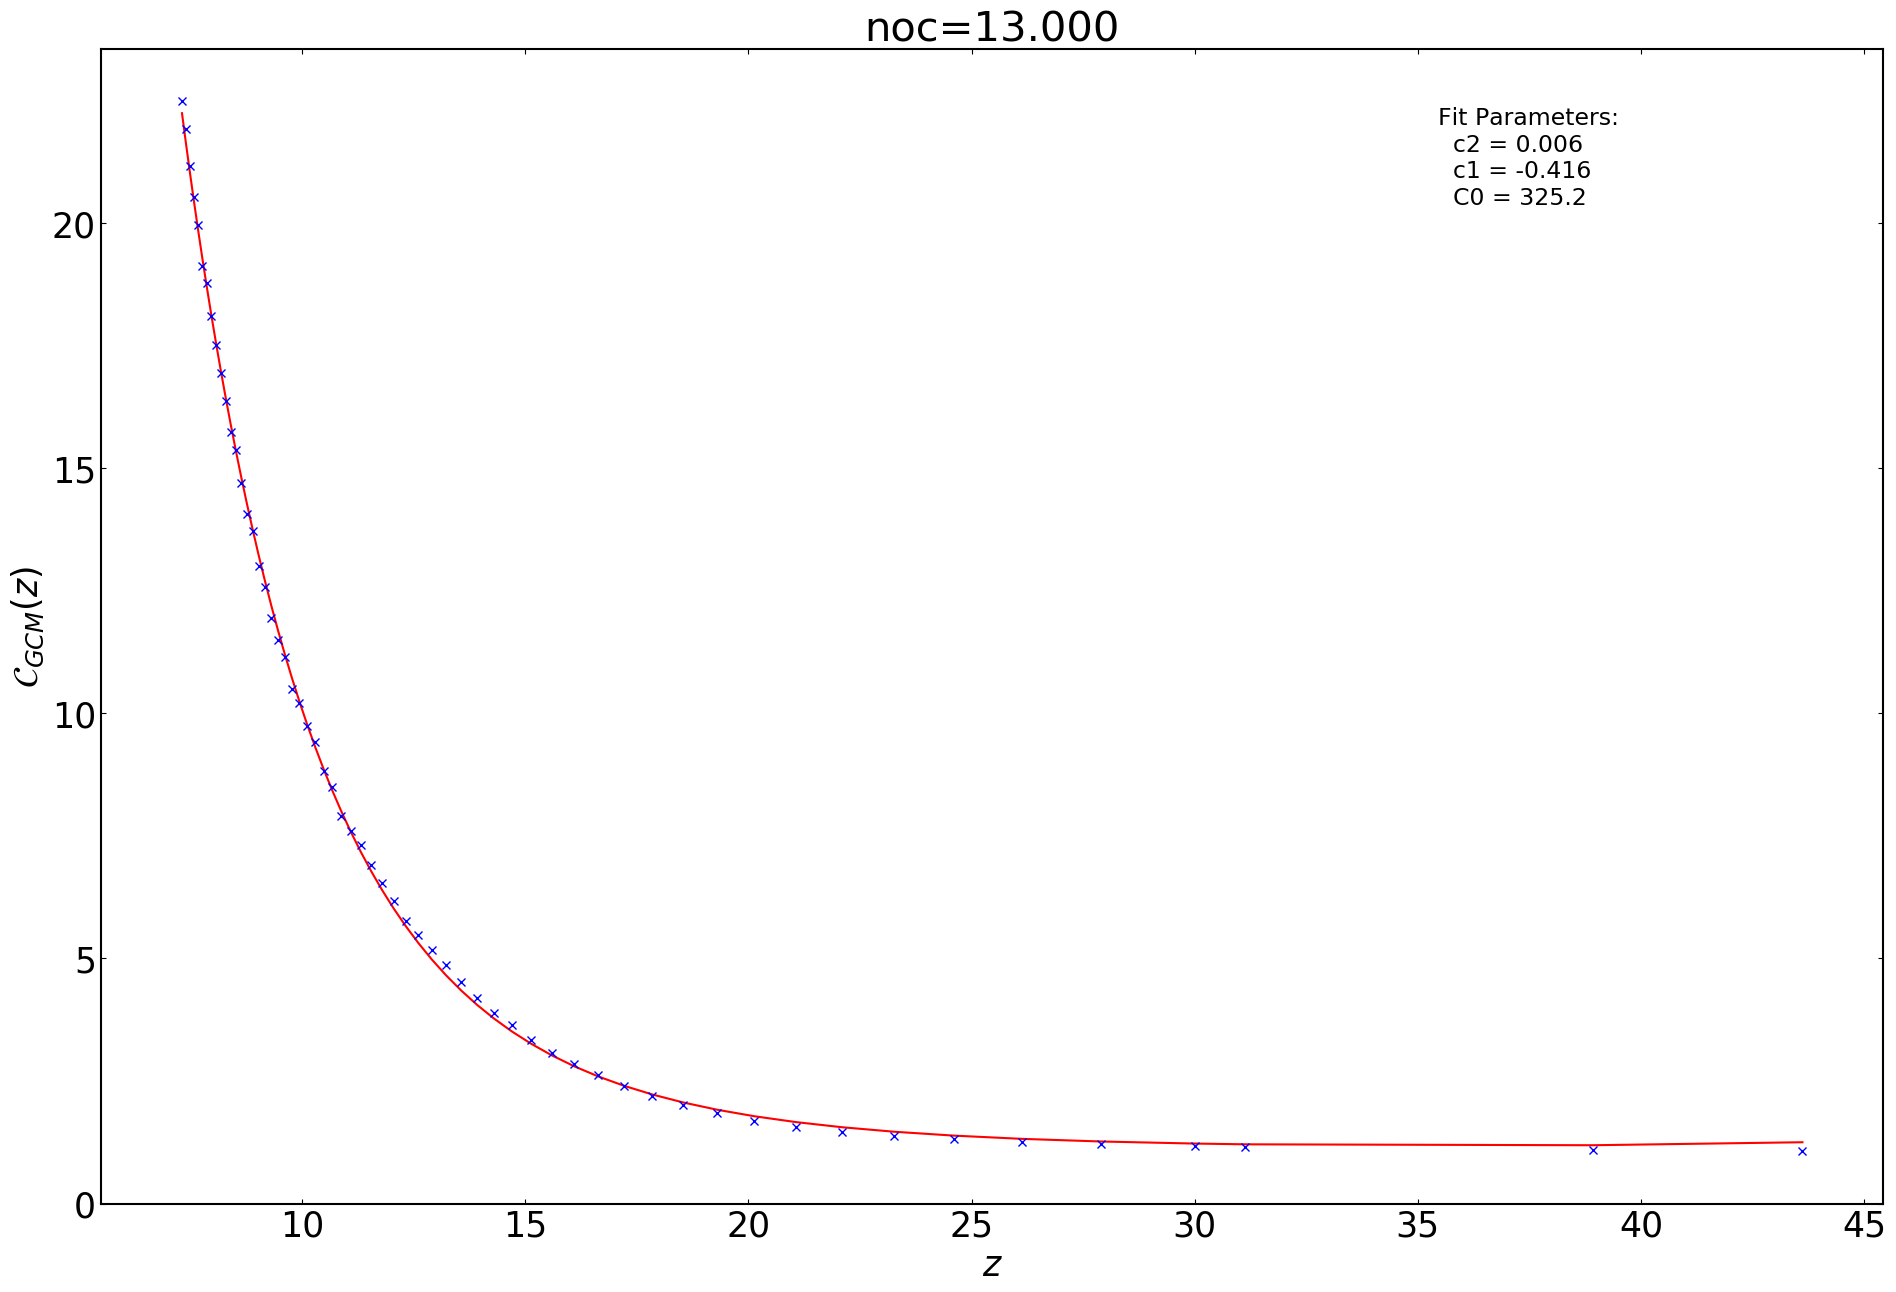 noc=13.000
Fit Parameters:
c2 = 0.006
c1 = -0.416
C0 = 325.2
20
15
10
5
0
𝒞_GCM(z)
10 15 20 25 30 35 40 45
z